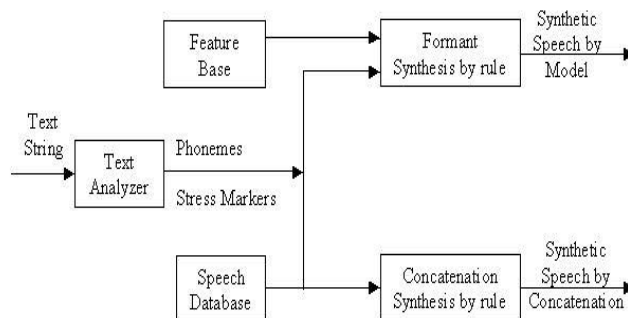 Feature
Base
Formant
Synthesis by rule
Synthetic
Speech by
Model
Text
String
Text
Analyzer
Phonemes
Stress Markers
Speech
Database
Concatenation
Synthesis by rule
Synthetic
Speech by
Concatenation